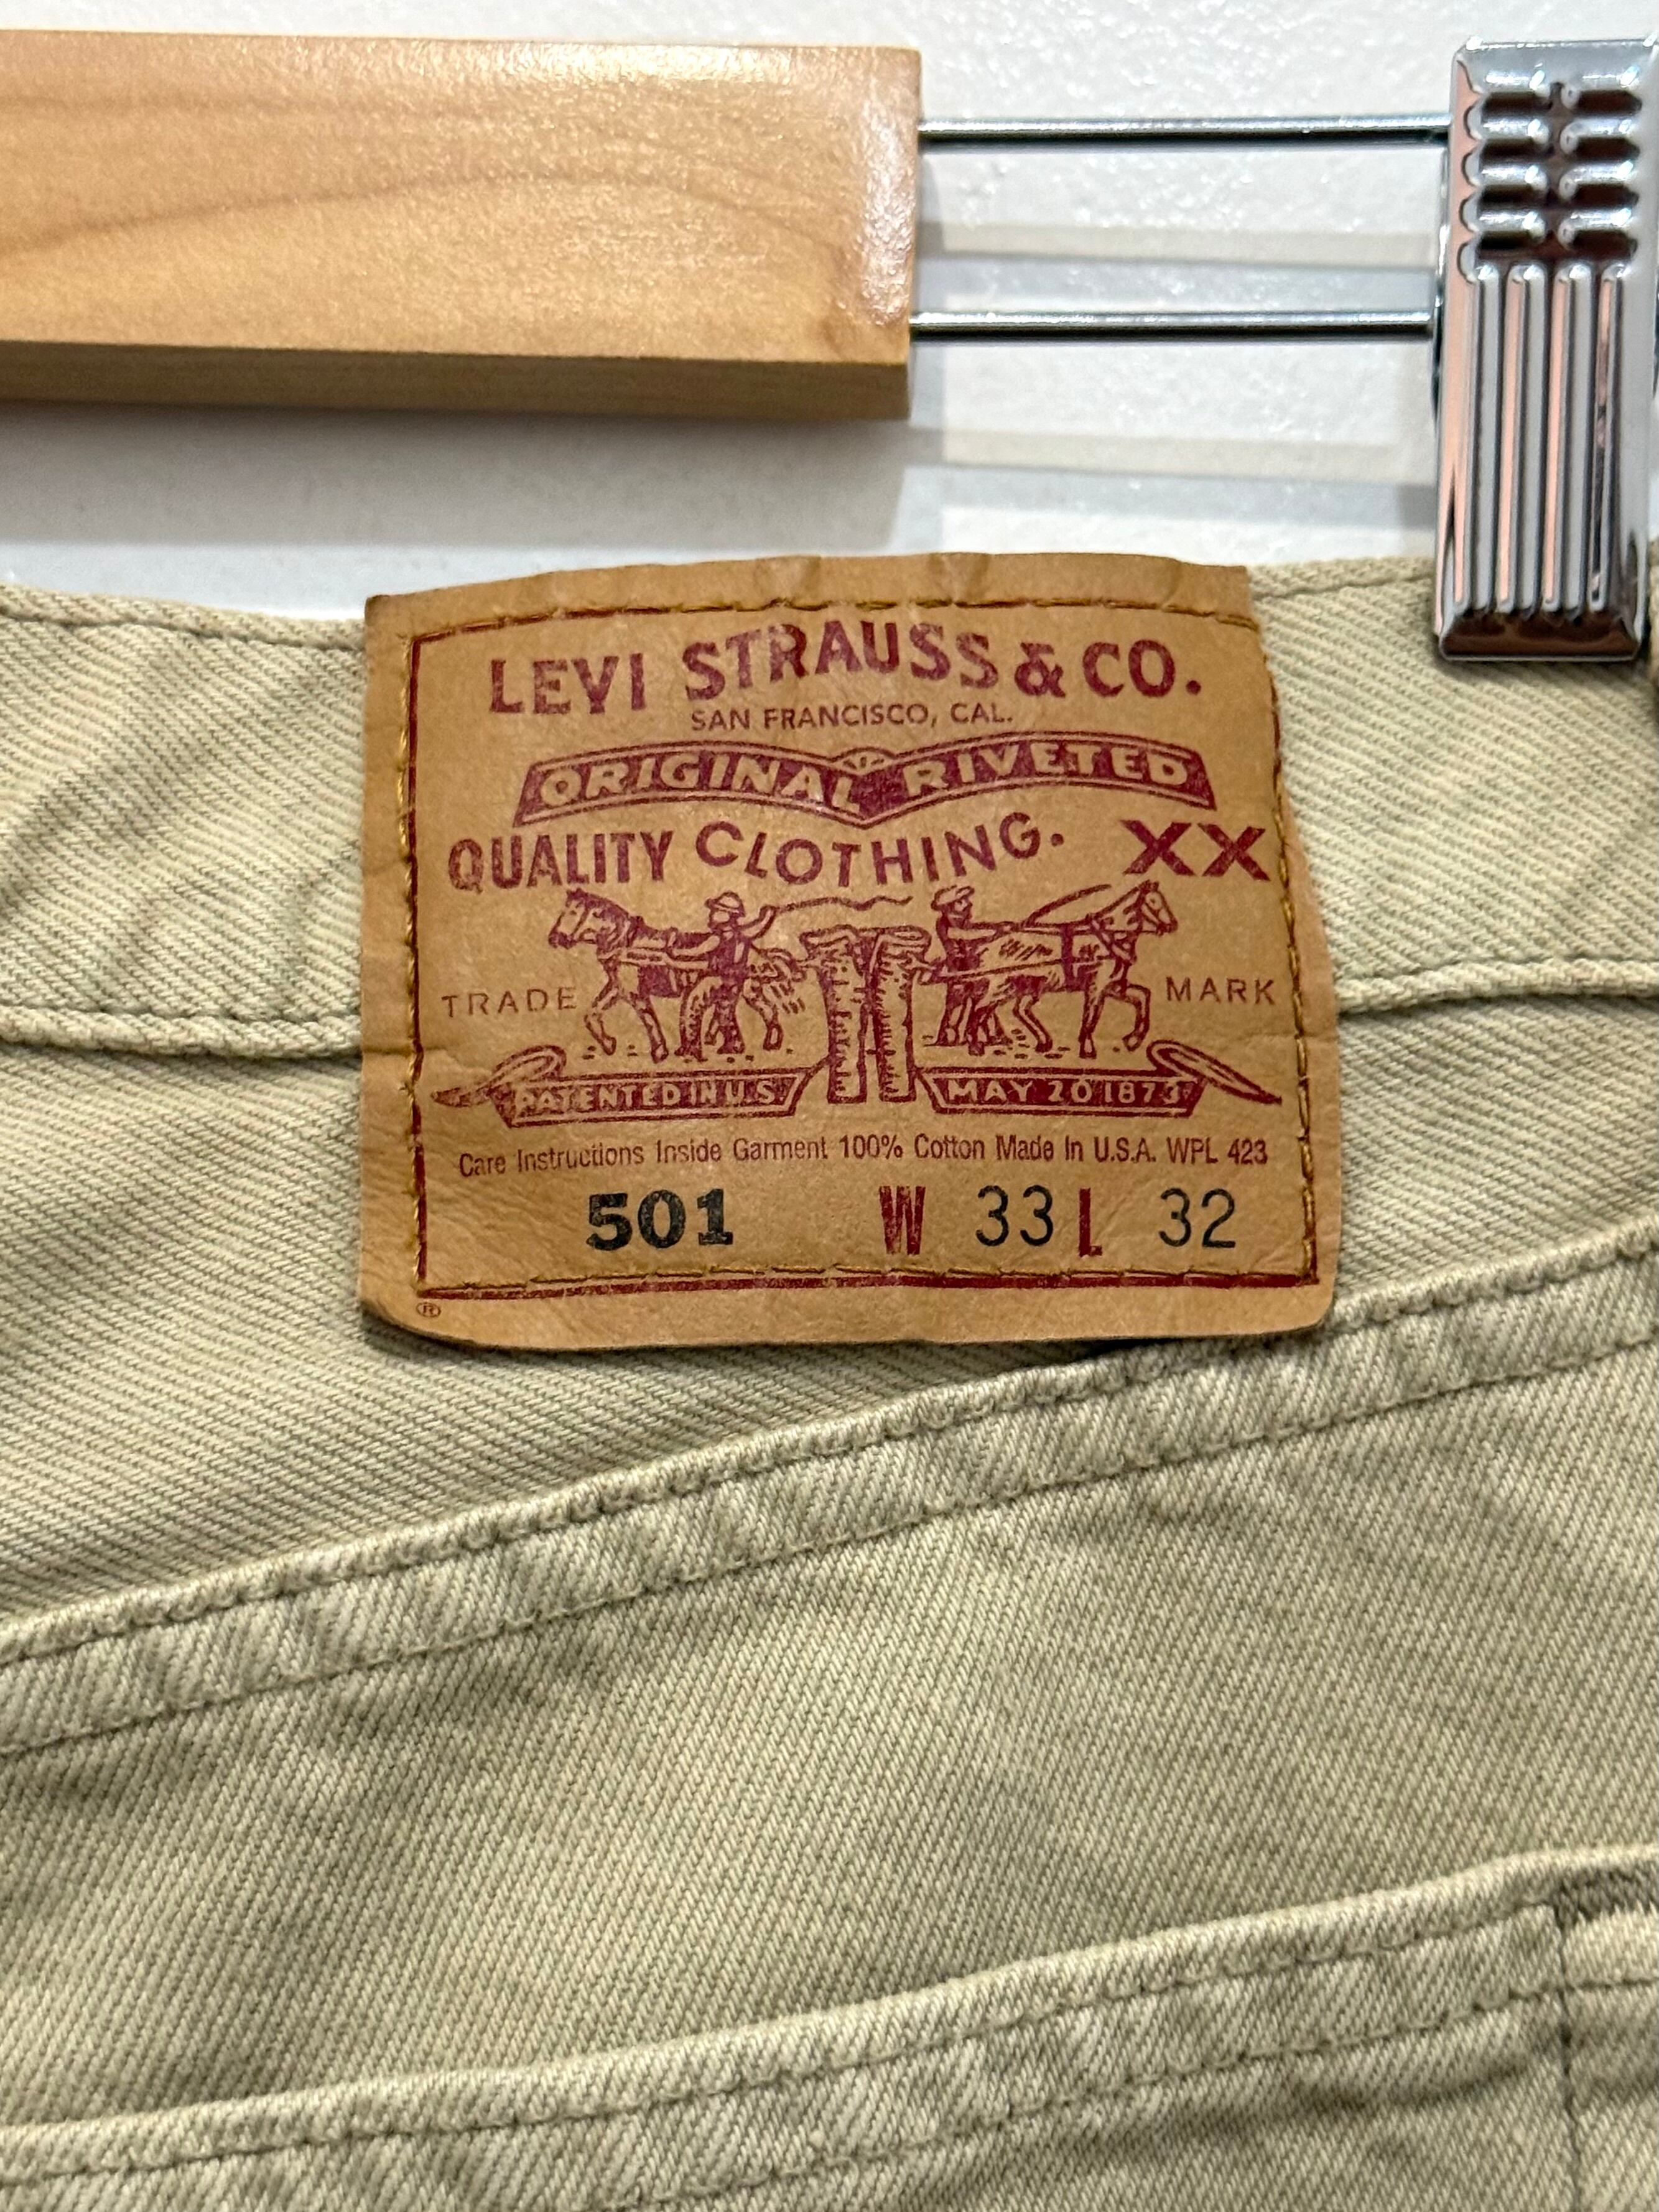 LEVI STRAUSS & CO.
SAN FRANCISCO, CAL.
ORIGINAL RIVETED
QUALITY CLOTHING. XX
TRADE MARK
PATENTED IN U.S. MAY 20 1873
Care Instructions Inside Garment 100% Cotton Made In U.S.A. WPL 423
501 W 33 L 32
®